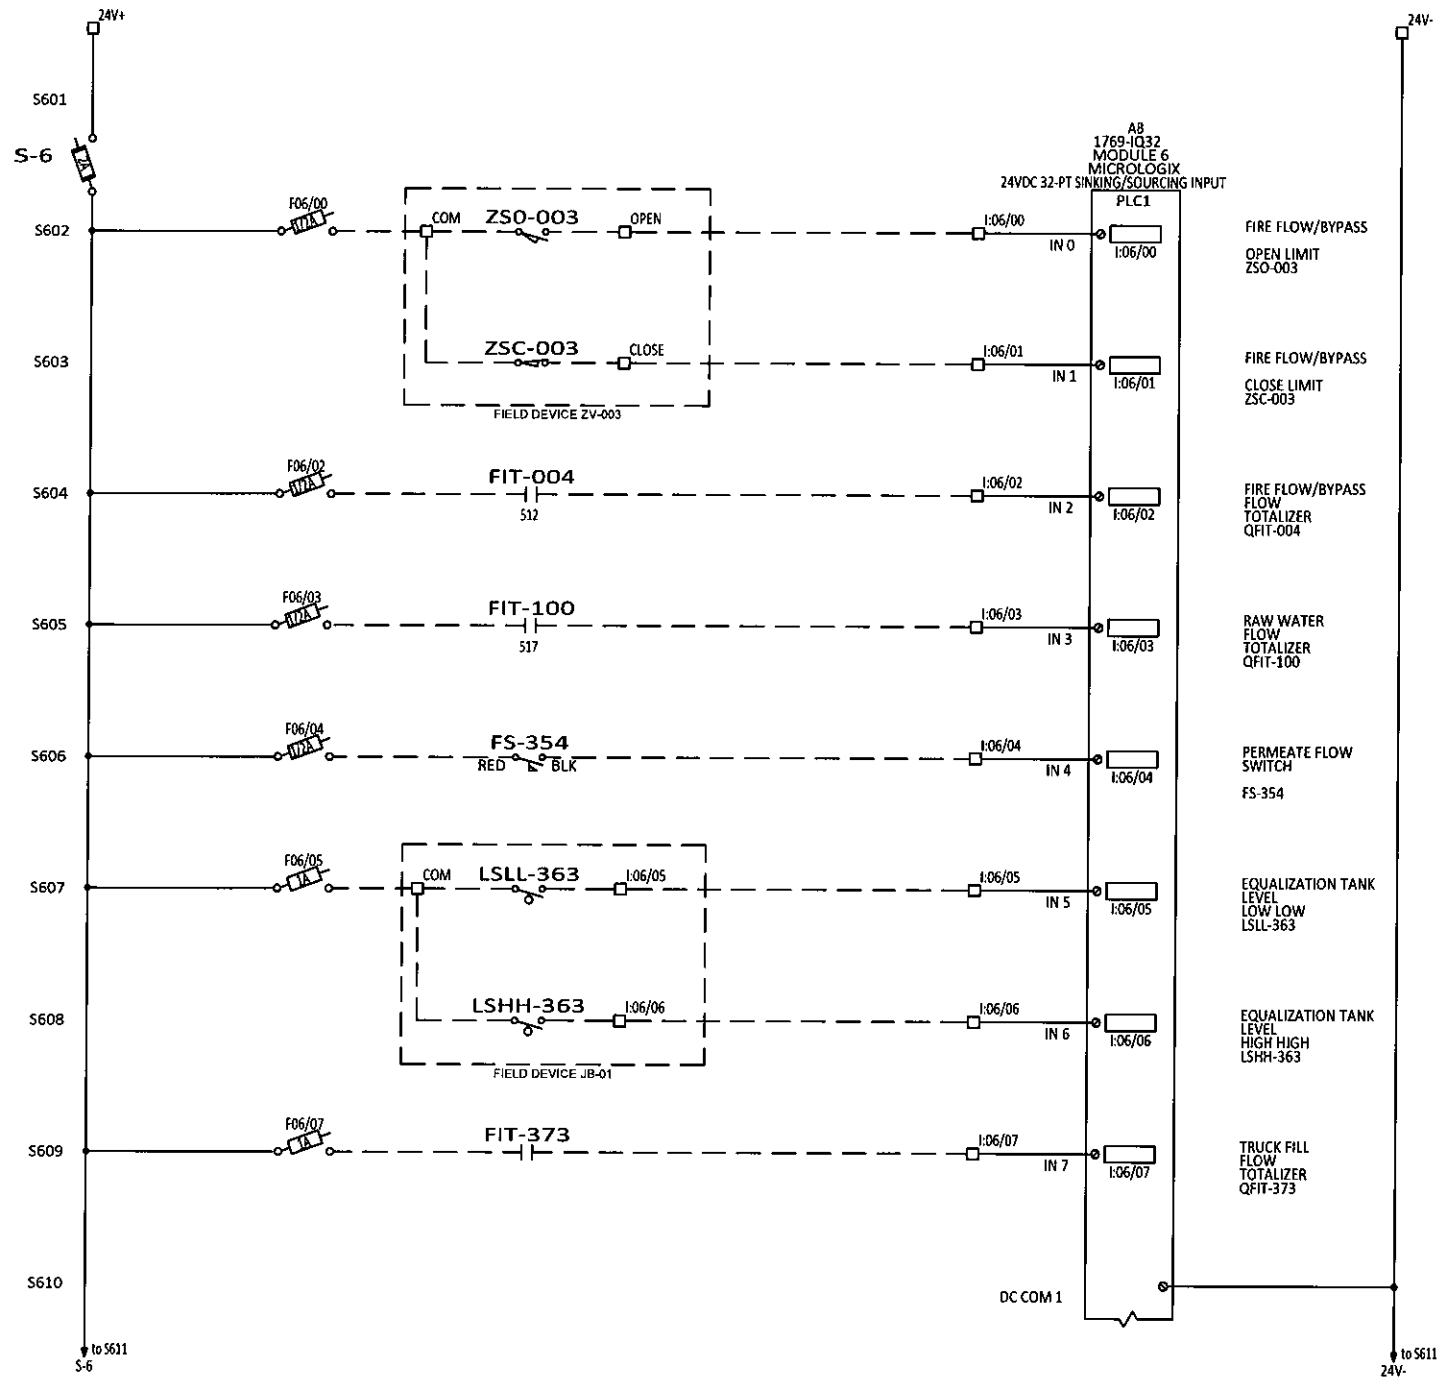 24V+
24V-
S601
S-6
2A
AB
1769-IQ32
MODULE 6
MICROLOGIX
24VDC 32-PT SINKING/SOURCING INPUT
PLC1
S602
F06/00
1/2A
COM
ZSO-003
OPEN
I:06/00
IN 0
I:06/00
FIRE FLOW/BYPASS
OPEN LIMIT
ZSO-003
S603
ZSC-003
CLOSE
I:06/01
IN 1
I:06/01
FIRE FLOW/BYPASS
CLOSE LIMIT
ZSC-003
FIELD DEVICE ZV-003
S604
F06/02
1/2A
FIT-004
512
I:06/02
IN 2
I:06/02
FIRE FLOW/BYPASS
FLOW
TOTALIZER
QFIT-004
S605
F06/03
1/2A
FIT-100
517
I:06/03
IN 3
I:06/03
RAW WATER
FLOW
TOTALIZER
QFIT-100
S606
F06/04
1/2A
FS-354
RED
BLK
I:06/04
IN 4
I:06/04
PERMEATE FLOW
SWITCH
FS-354
S607
F06/05
1A
COM
LSLL-363
I:06/05
I:06/05
IN 5
I:06/05
EQUALIZATION TANK
LEVEL
LOW LOW
LSLL-363
S608
LSHH-363
I:06/06
I:06/06
IN 6
I:06/06
EQUALIZATION TANK
LEVEL
HIGH HIGH
LSHH-363
FIELD DEVICE JB-01
S609
F06/07
1A
FIT-373
I:06/07
IN 7
I:06/07
TRUCK FILL
FLOW
TOTALIZER
QFIT-373
S610
DC COM 1
to S611
S-6
to S611
24V-